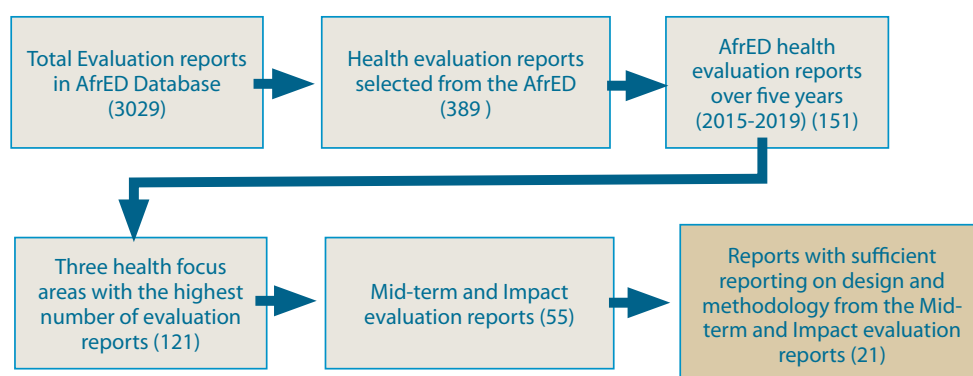 Total Evaluation reports
in AfrED Database
(3029)
Health evaluation reports
selected from the AfrED
(389 )
AfrED health
evaluation reports
over five years
(2015-2019) (151)
Three health focus
areas with the highest
number of evaluation
reports (121)
Mid-term and Impact
evaluation reports (55)
Reports with sufficient
reporting on design and
methodology from the Mid-
term and Impact evaluation
reports (21)